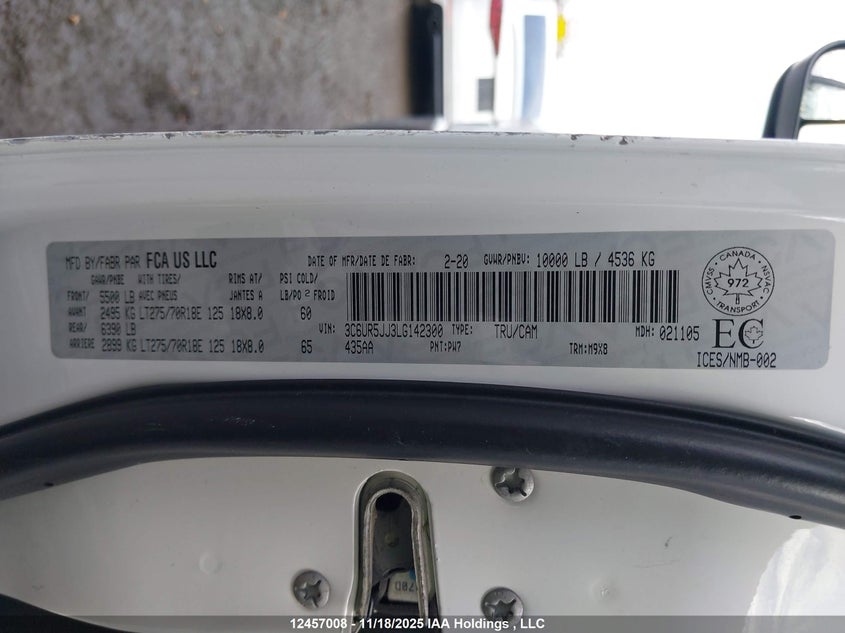 MFD BY/FABR PAR FCA US LLC
DATE OF MFR/DATE DE FABR: 2-20 GVWR/PNBV: 10000 LB / 4536 KG
GAWR/PNBE WITH TIRES/ RIMS AT/ PSI COLD/
FRONT/ 5500 LB AVEC PNEUS JANTES A LB/PO 2 FROID
AVANT 2495 KG LT275/70R18E 125 18X8.0 60
REAR/ 6390 LB
ARRIERE 2899 KG LT275/70R18E 125 18X8.0 65
VIN: 3C6UR5JJ3LG142300 TYPE: TRU/CAM MDH: 021105
435AA PNT:PW7 TRM:M9X8
CANADA
CMVSS NSVAC
972
TRANSPORT
EC
ICES/NMB-002
12457008 - 11/18/2025 IAA Holdings , LLC